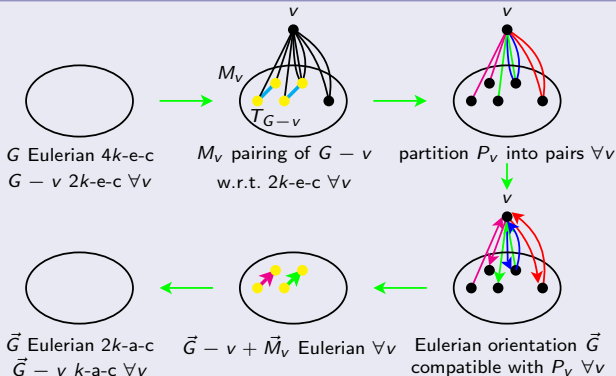 v
v
M_v
T_{G−v}
G Eulerian 4k-e-c
G − v 2k-e-c ∀v
M_v pairing of G − v
w.r.t. 2k-e-c ∀v
partition P_v into pairs ∀v
v
G⃗ Eulerian 2k-a-c
G⃗ − v k-a-c ∀v
G⃗ − v + M⃗_v Eulerian ∀v
Eulerian orientation G⃗
compatible with P_v ∀v